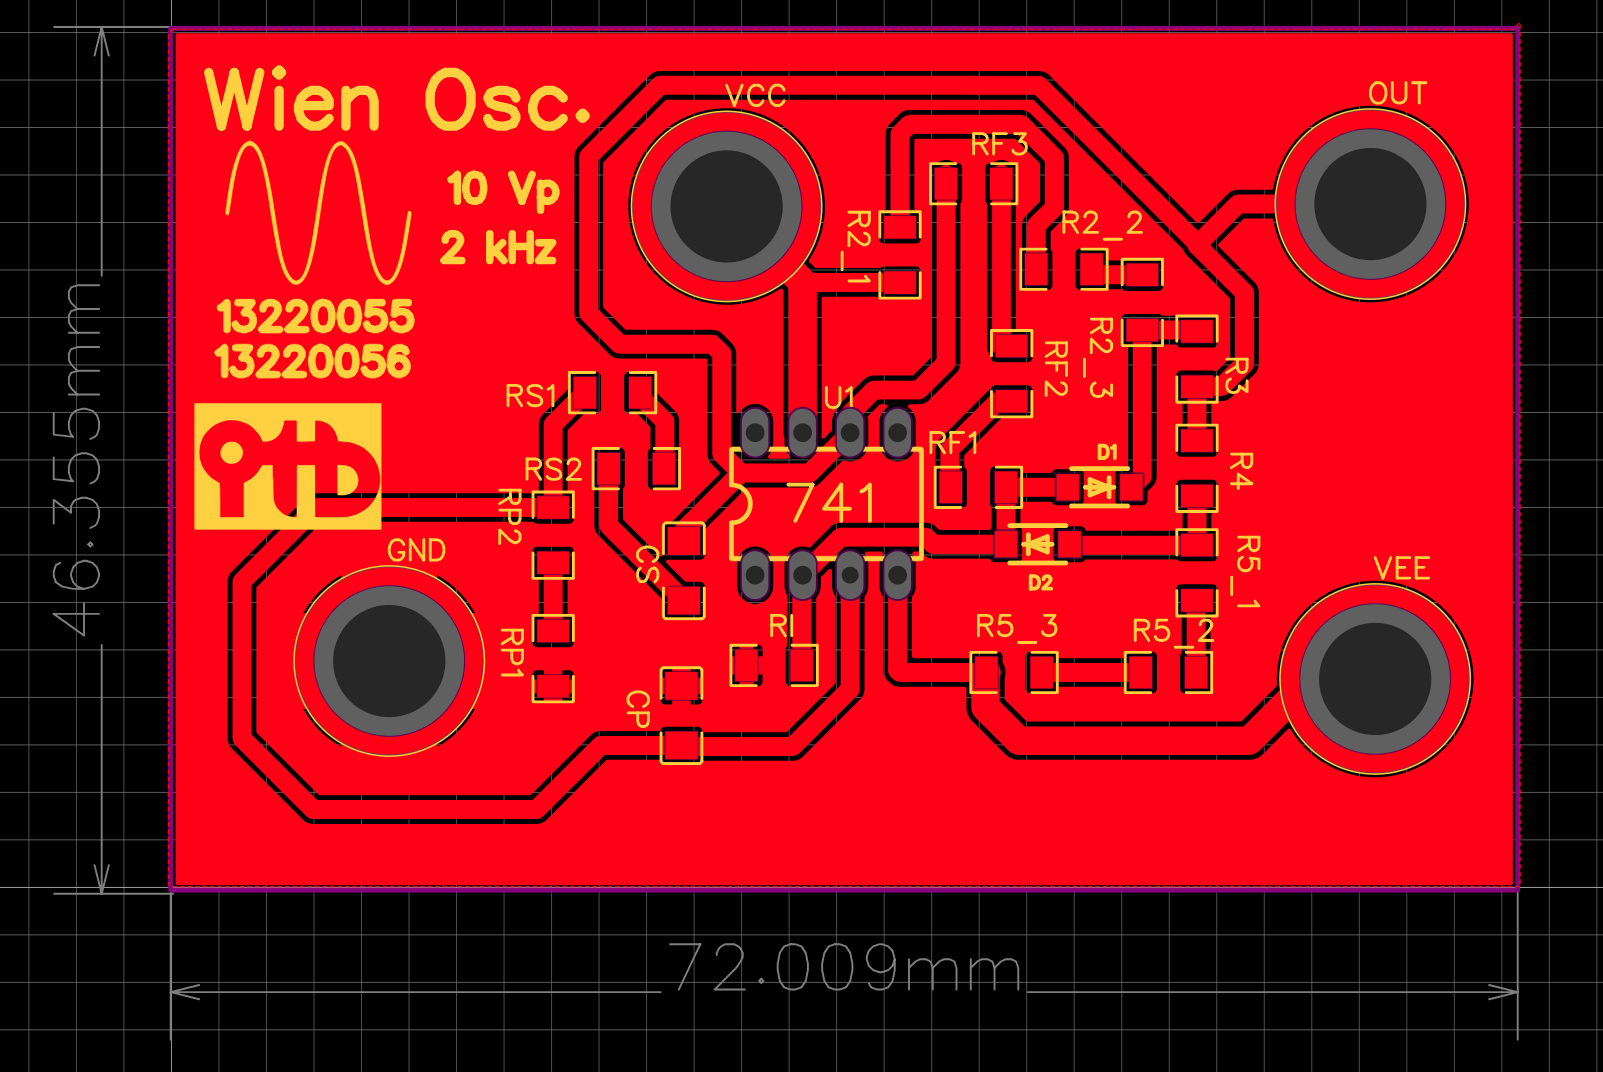 Wien Osc.
VCC
OUT
RF3
10 Vp
R2_1
R2_2
2 kHz
13220055
R2_3
RF2
13220056
R3
RS1
U1
RF1
D1
RS2
R4
RP2
741
46.355mm
GND
CS
R5_1
VEE
D2
RI
R5_3
R5_2
RP1
CP
72.009mm